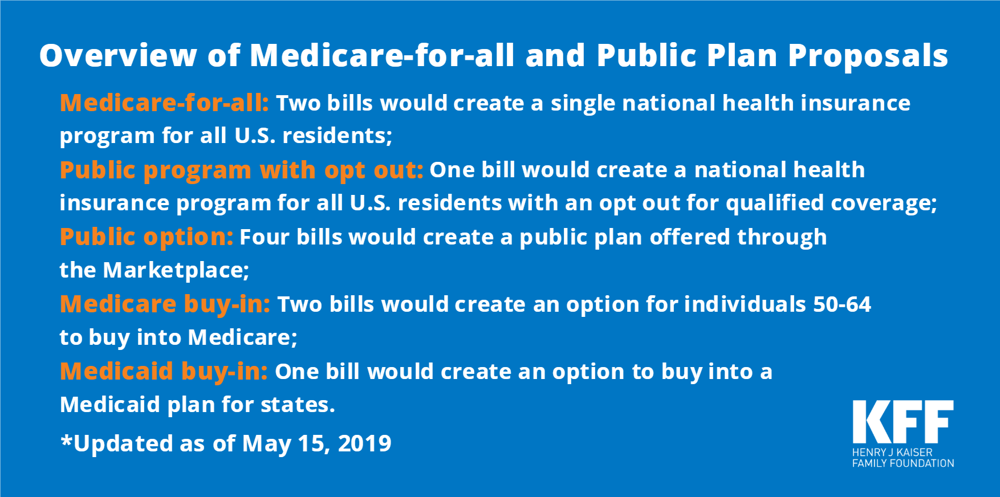 Overview of Medicare-for-all and Public Plan Proposals
Medicare-for-all: Two bills would create a single national health insurance
program for all U.S. residents;
Public program with opt out: One bill would create a national health
insurance program for all U.S. residents with an opt out for qualified coverage;
Public option: Four bills would create a public plan offered through
the Marketplace;
Medicare buy-in: Two bills would create an option for individuals 50-64
to buy into Medicare;
Medicaid buy-in: One bill would create an option to buy into a
Medicaid plan for states.
*Updated as of May 15, 2019
KFF
HENRY J KAISER
FAMILY FOUNDATION